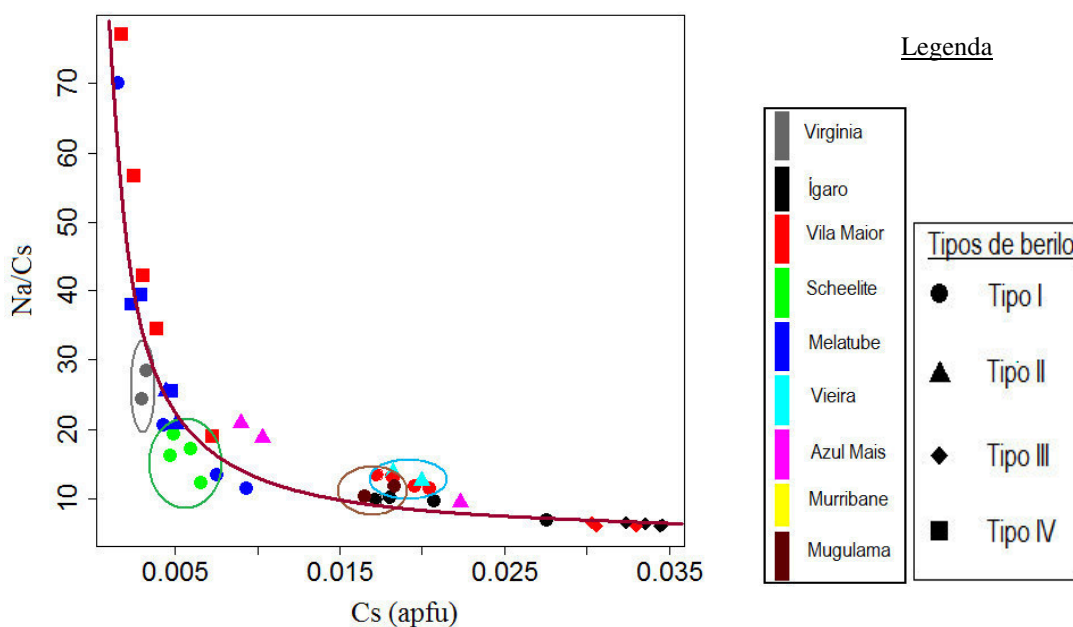 Na/Cs
70
60
50
40
30
20
10
0.005
0.015
0.025
0.035
Cs (apfu)
Legenda
Virgínia
Ígaro
Vila Maior
Scheelite
Melatube
Vieira
Azul Mais
Murribane
Mugulama
Tipos de berilo
Tipo I
Tipo II
Tipo III
Tipo IV